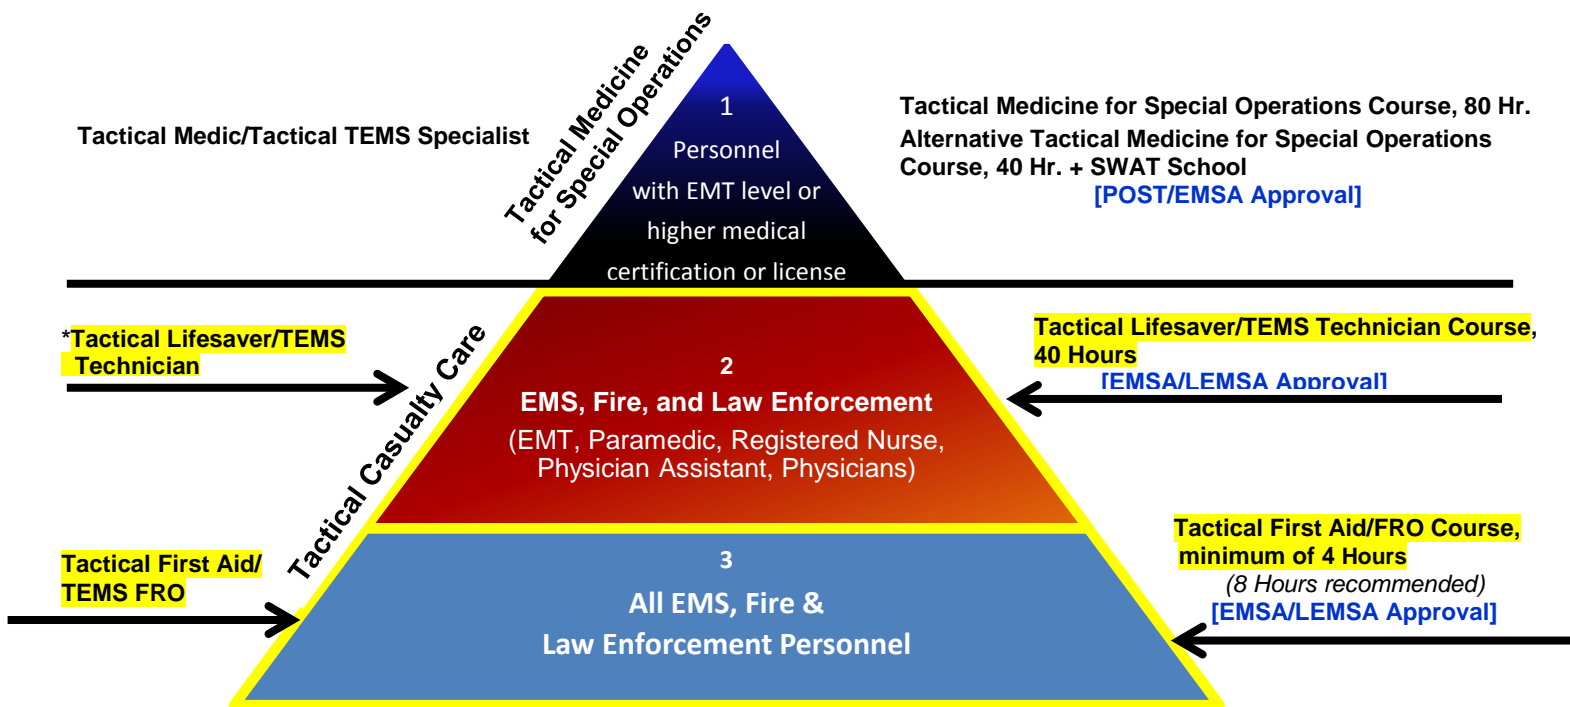 Tactical Medicine
for Special Operations
Tactical Medic/Tactical TEMS Specialist
1
Personnel
with EMT level or
higher medical
certification or license
Tactical Medicine for Special Operations Course, 80 Hr.
Alternative Tactical Medicine for Special Operations
Course, 40 Hr. + SWAT School
[POST/EMSA Approval]
Tactical Casualty Care
*Tactical Lifesaver/TEMS
Technician
2
EMS, Fire, and Law Enforcement
(EMT, Paramedic, Registered Nurse,
Physician Assistant, Physicians)
Tactical Lifesaver/TEMS Technician Course,
40 Hours
[EMSA/LEMSA Approval]
Tactical First Aid/
TEMS FRO
3
All EMS, Fire &
Law Enforcement Personnel
Tactical First Aid/FRO Course,
minimum of 4 Hours
(8 Hours recommended)
[EMSA/LEMSA Approval]